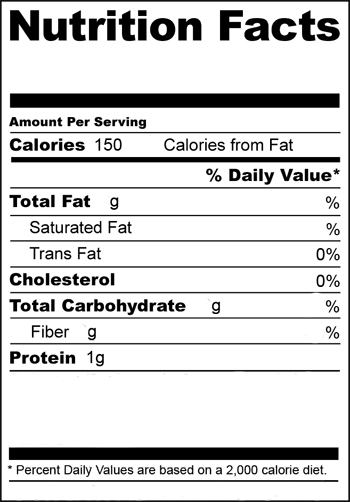 Nutrition Facts
Amount Per Serving
Calories 150 Calories from Fat
% Daily Value*
Total Fat g %
Saturated Fat %
Trans Fat 0%
Cholesterol 0%
Total Carbohydrate g %
Fiber g %
Protein 1g
* Percent Daily Values are based on a 2,000 calorie diet.